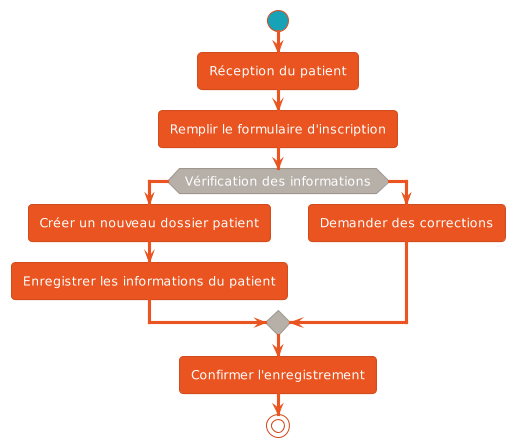 Réception du patient
Remplir le formulaire d'inscription
Vérification des informations
Créer un nouveau dossier patient
Demander des corrections
Enregistrer les informations du patient
Confirmer l'enregistrement